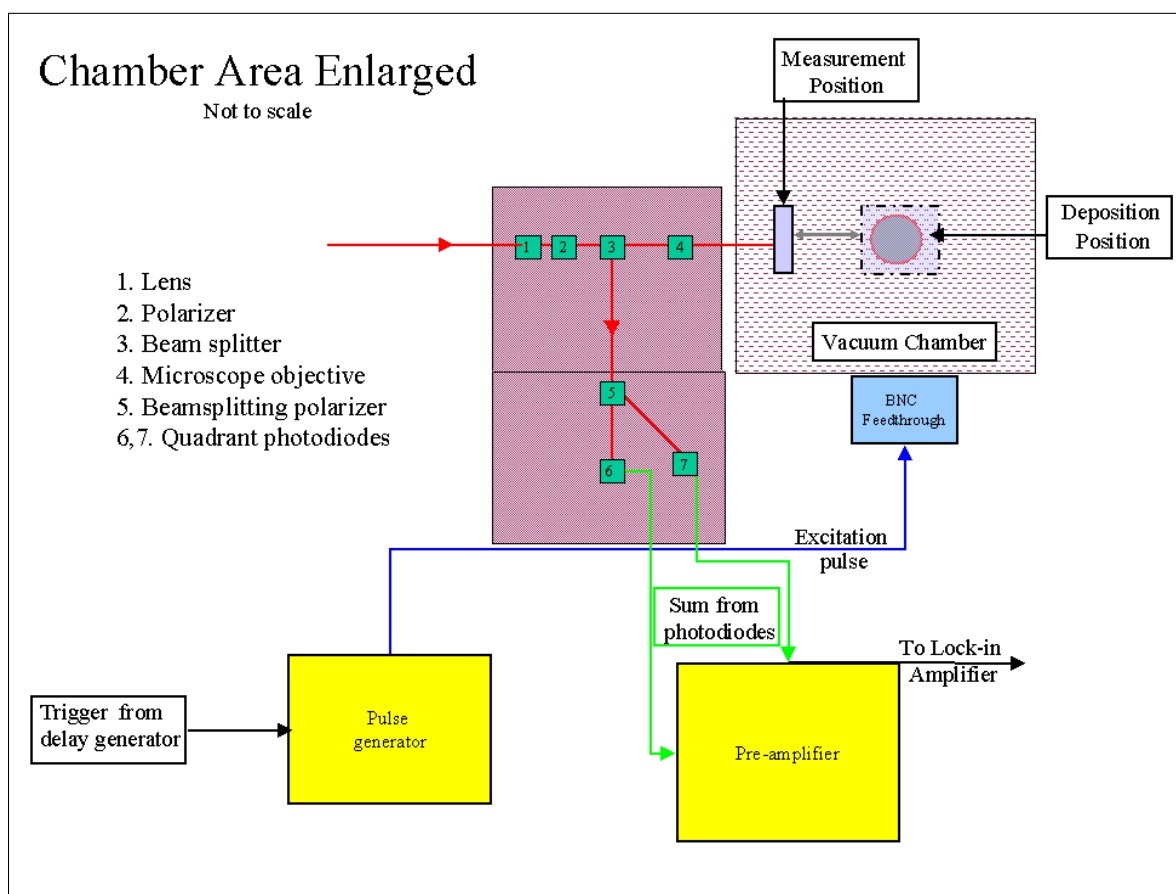 Chamber Area Enlarged
Not to scale
Measurement
Position
Deposition
Position
1
2
3
4
1. Lens
2. Polarizer
3. Beam splitter
4. Microscope objective
5. Beamsplitting polarizer
6,7. Quadrant photodiodes
Vacuum Chamber
5
BNC
Feedthrough
6
7
Excitation
pulse
Sum from
photodiodes
To Lock-in
Amplifier
Trigger from
delay generator
Pulse
generator
Pre-amplifier